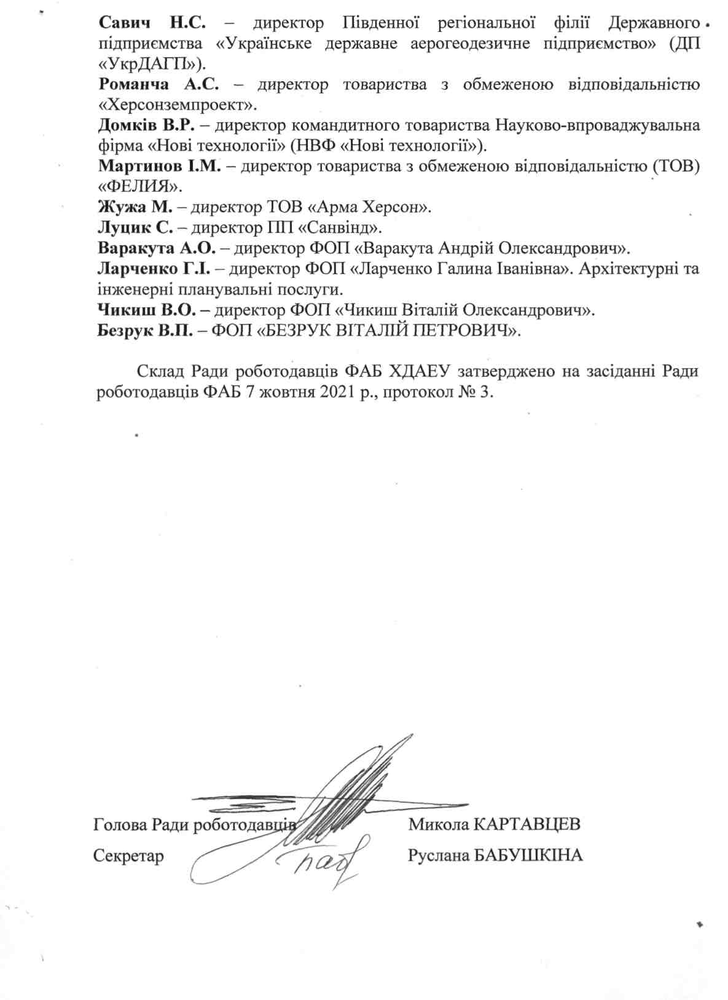 Савич Н.С. – директор Південної регіональної філії Державного
підприємства «Українське державне аерогеодезичне підприємство» (ДП
«УкрДАГП»).
Романча А.С. – директор товариства з обмеженою відповідальністю
«Херсонземпроект».
Домків В.Р. – директор командитного товариства Науково-впроваджувальна
фірма «Нові технології» (НВФ «Нові технології»).
Мартинов І.М. – директор товариства з обмеженою відповідальністю (ТОВ)
«ФЕЛИЯ».
Жужа М. – директор ТОВ «Арма Херсон».
Луцик С. – директор ПП «Санвінд».
Варакута А.О. – директор ФОП «Варакута Андрій Олександрович».
Ларченко Г.І. – директор ФОП «Ларченко Галина Іванівна». Архітектурні та
інженерні планувальні послуги.
Чикиш В.О. – директор ФОП «Чикиш Віталій Олександрович».
Безрук В.П. – ФОП «БЕЗРУК ВІТАЛІЙ ПЕТРОВИЧ».
Склад Ради роботодавців ФАБ ХДАЕУ затверджено на засіданні Ради
роботодавців ФАБ 7 жовтня 2021 р., протокол № 3.
Голова Ради роботодавців Микола КАРТАВЦЕВ
Секретар Руслана БАБУШКІНА